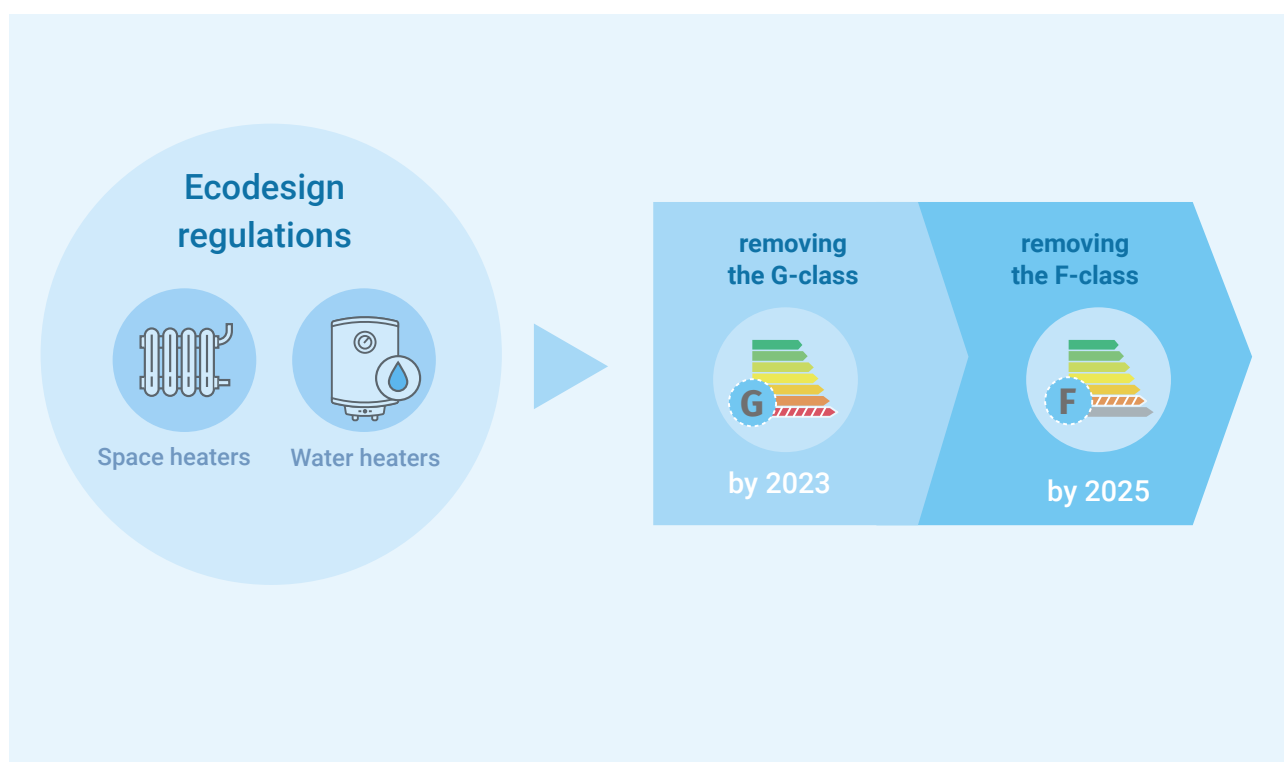 Ecodesign
regulations
Space heaters
Water heaters
removing
the G-class
G
by 2023
removing
the F-class
F
by 2025